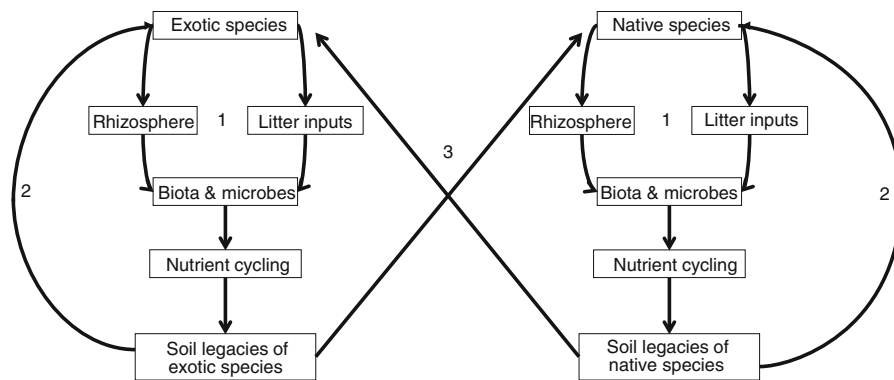 Exotic species
Rhizosphere
1
Litter inputs
Biota & microbes
2
Nutrient cycling
Soil legacies of
exotic species
3
Native species
Rhizosphere
1
Litter inputs
Biota & microbes
2
Nutrient cycling
Soil legacies of
native species